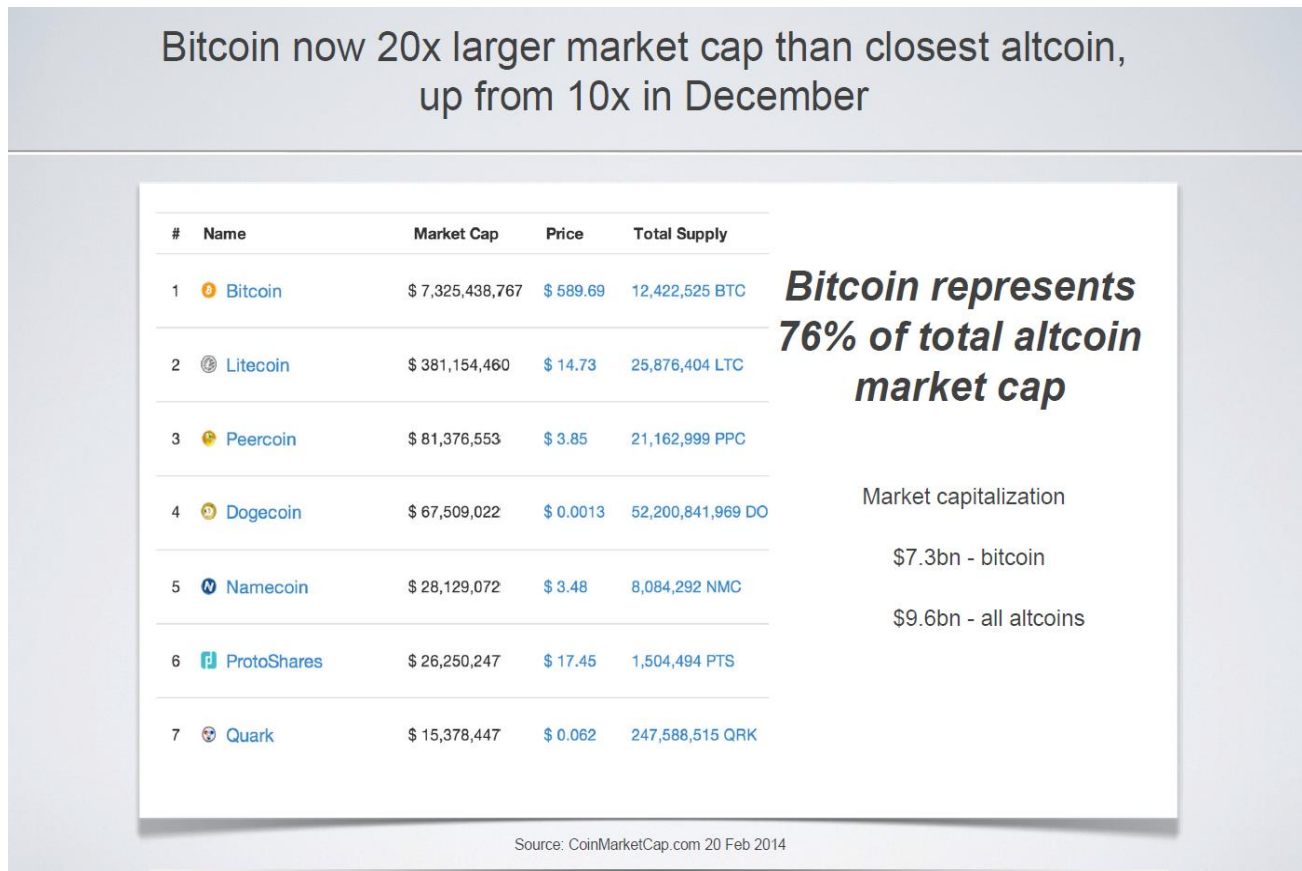 Bitcoin now 20x larger market cap than closest altcoin,
up from 10x in December
# Name Market Cap Price Total Supply
1 Bitcoin $ 7,325,438,767 $ 589.69 12,422,525 BTC
2 Litecoin $ 381,154,460 $ 14.73 25,876,404 LTC
3 Peercoin $ 81,376,553 $ 3.85 21,162,999 PPC
4 Dogecoin $ 67,509,022 $ 0.0013 52,200,841,969 DO
5 Namecoin $ 28,129,072 $ 3.48 8,084,292 NMC
6 ProtoShares $ 26,250,247 $ 17.45 1,504,494 PTS
7 Quark $ 15,378,447 $ 0.062 247,588,515 QRK
Bitcoin represents
76% of total altcoin
market cap
Market capitalization
$7.3bn - bitcoin
$9.6bn - all altcoins
Source: CoinMarketCap.com 20 Feb 2014